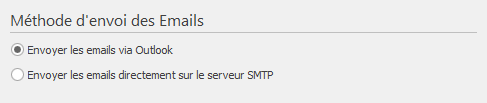 Méthode d'envoi des Emails
Envoyer les emails via Outlook
Envoyer les emails directement sur le serveur SMTP